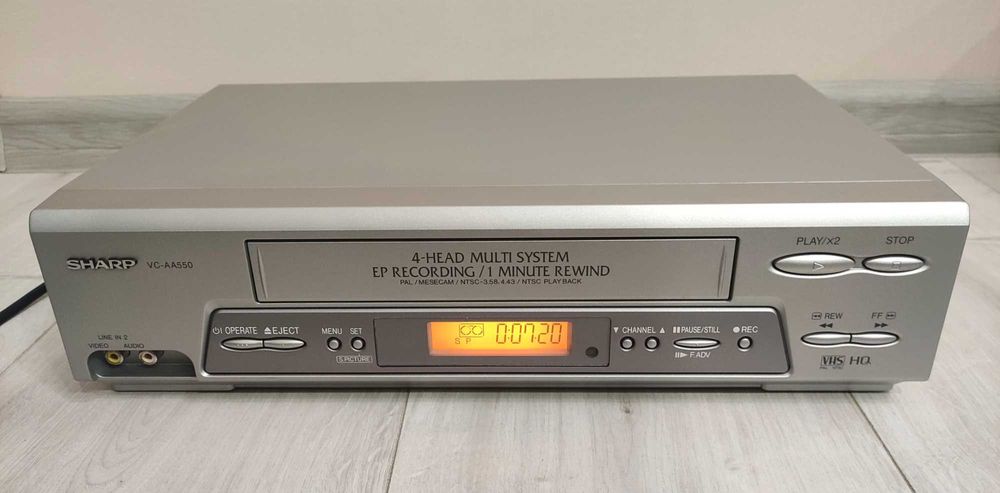 SHARP VC-AA550
4-HEAD MULTI SYSTEM
EP RECORDING/1 MINUTE REWIND
PAL/MESECAM/NTSC-3.58,4.43/NTSC PLAYBACK
PLAY/X2 STOP
REW FF
VHS HQ
PAL NTSC
LINE IN 2
VIDEO AUDIO
OPERATE EJECT
MENU SET
S.PICTURE
SP 0:07:20
CHANNEL PAUSE/STILL REC
F.ADV